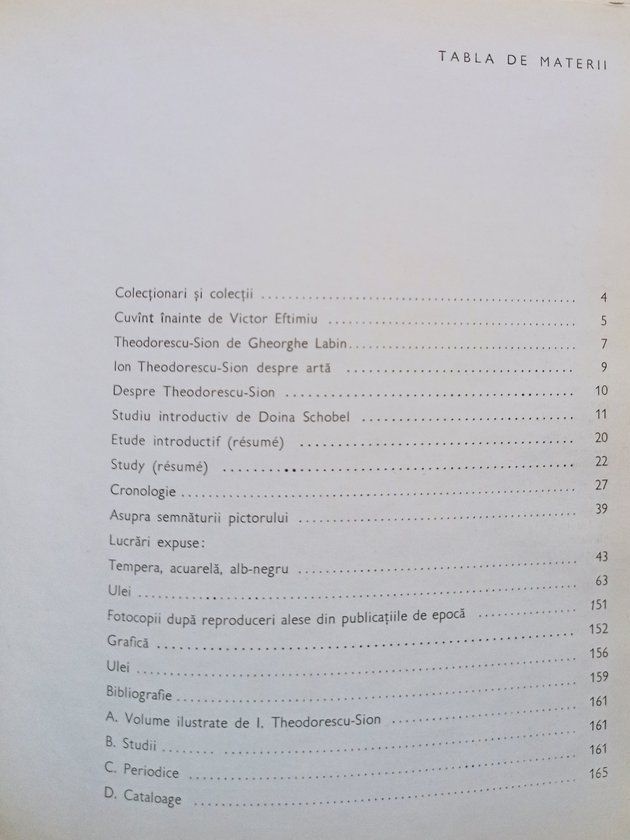 TABLA DE MATERII
Colecționari și colecții ........ 4
Cuvînt înainte de Victor Eftimiu ........ 5
Theodorescu-Sion de Gheorghe Labin ........ 7
Ion Theodorescu-Sion despre artă ........ 9
Despre Theodorescu-Sion ........ 10
Studiu introductiv de Doina Schobel ........ 11
Etude introductif (résumé) ........ 20
Study (résumé) ........ 22
Cronologie ........ 27
Asupra semnăturii pictorului ........ 39
Lucrări expuse:
Tempera, acuarelă, alb-negru ........ 43
Ulei ........ 63
Fotocopii după reproduceri alese din publicațiile de epocă ........ 151
Grafică ........ 152
Ulei ........ 156
Bibliografie ........ 159
A. Volume ilustrate de I. Theodorescu-Sion ........ 161
B. Studii ........ 161
C. Periodice ........ 161
D. Cataloage ........ 165